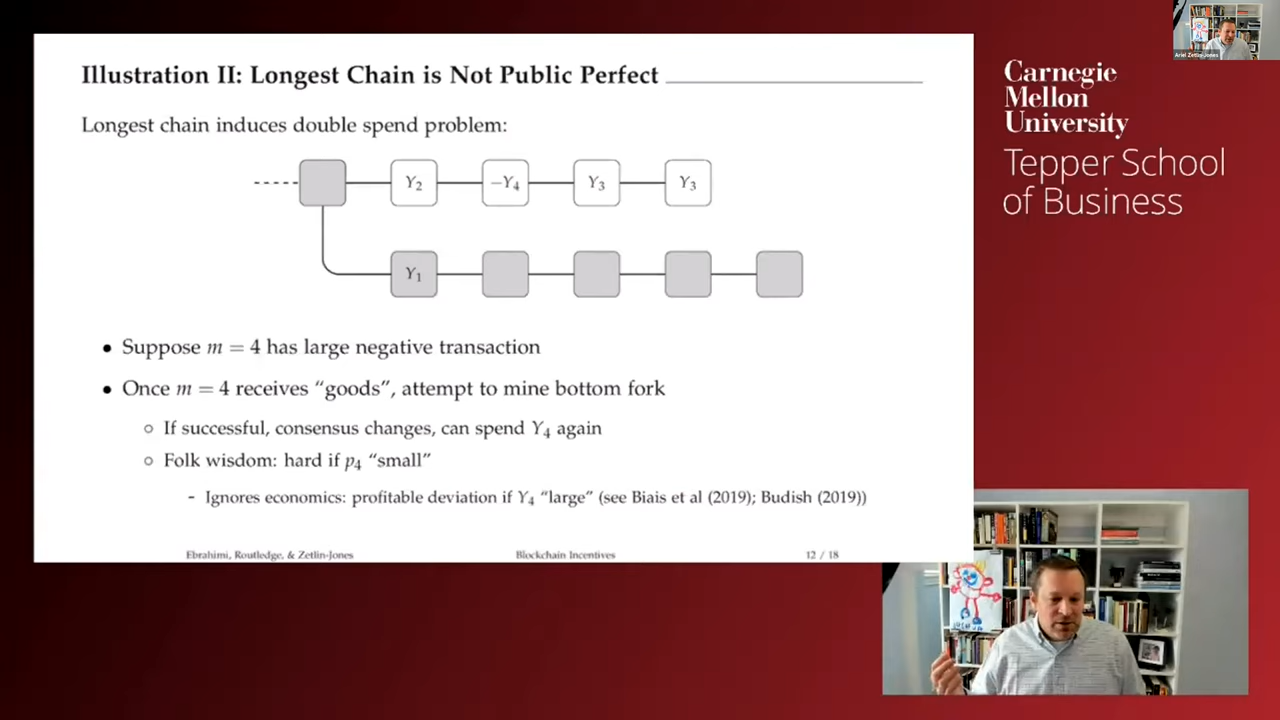 Illustration II: Longest Chain is Not Public Perfect
Longest chain induces double spend problem:
Y2 −Y4 Y3 Y3
Y1
• Suppose m = 4 has large negative transaction
• Once m = 4 receives “goods”, attempt to mine bottom fork
○ If successful, consensus changes, can spend Y4 again
○ Folk wisdom: hard if p4 “small”
- Ignores economics: profitable deviation if Y4 “large” (see Biais et al (2019); Budish (2019))
Ebrahimi, Routledge, & Zetlin-Jones Blockchain Incentives 12 / 18
Ariel Zetlin-Jones
Carnegie
Mellon
University
Tepper School
of Business